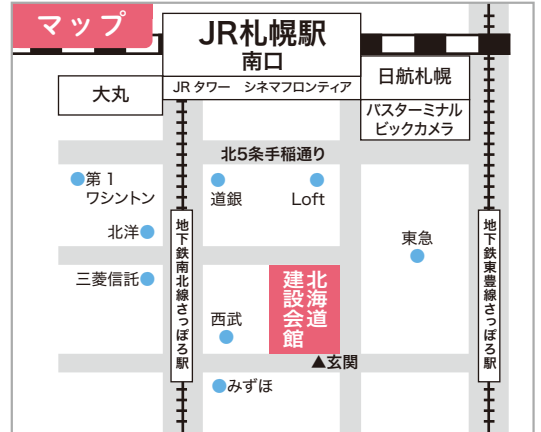 マップ
JR札幌駅
南口
JRタワー　シネマフロンティア
大丸
日航札幌
バスターミナル
ビックカメラ
北5条手稲通り
第1
ワシントン
道銀
Loft
北洋
三菱信託
地下鉄南北線さっぽろ駅
東急
地下鉄東豊線さっぽろ駅
北海道
建設会館
西武
▲玄関
みずほ